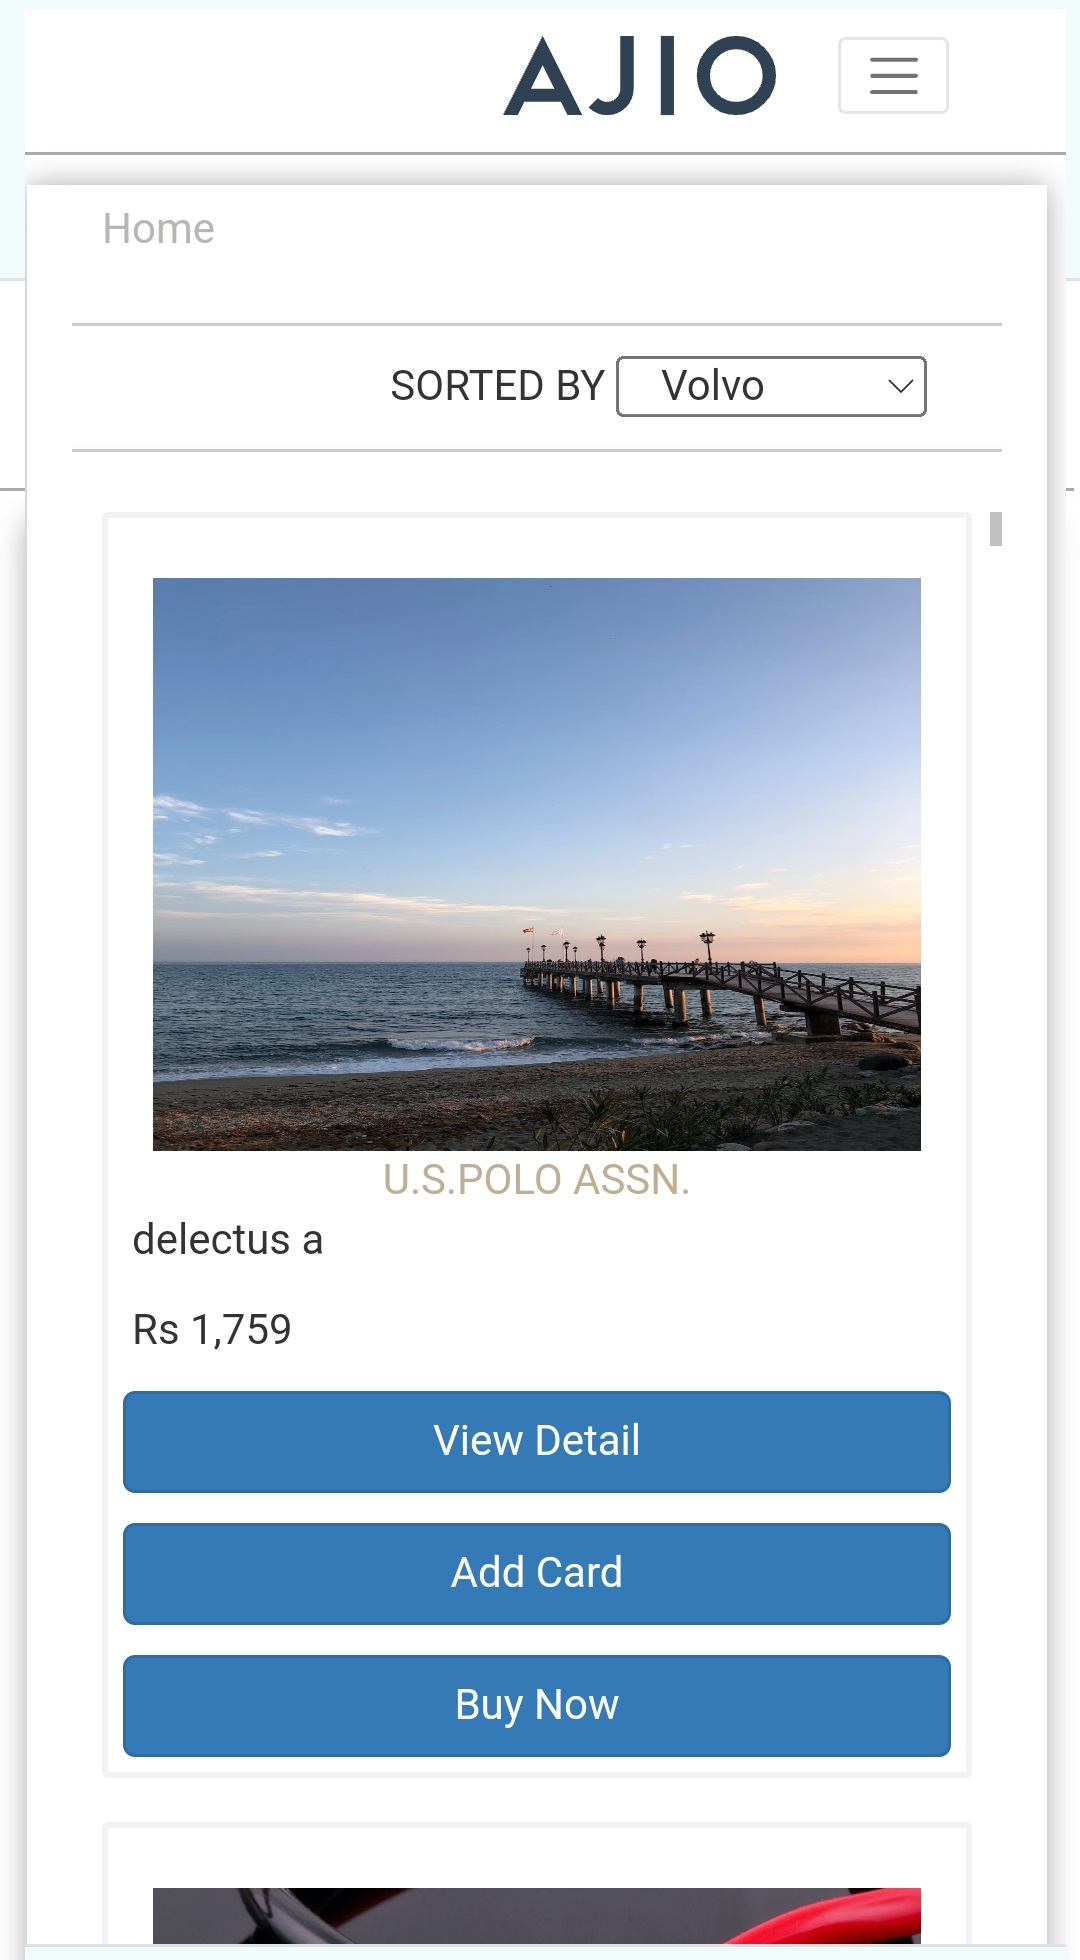 AJIO
Home
SORTED BY Volvo
U.S.POLO ASSN.
delectus a
Rs 1,759
View Detail
Add Card
Buy Now